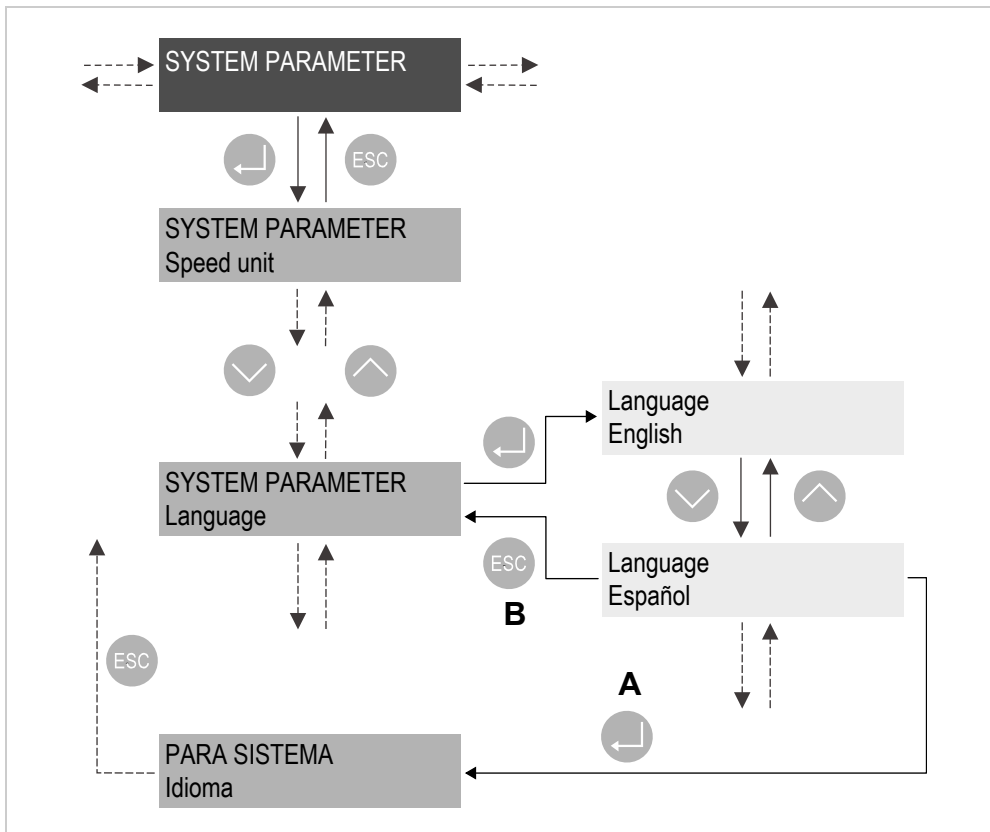 SYSTEM PARAMETER
ESC
SYSTEM PARAMETER
Speed unit
Language
English
SYSTEM PARAMETER
Language
ESC
B
Language
Español
ESC
A
PARA SISTEMA
Idioma